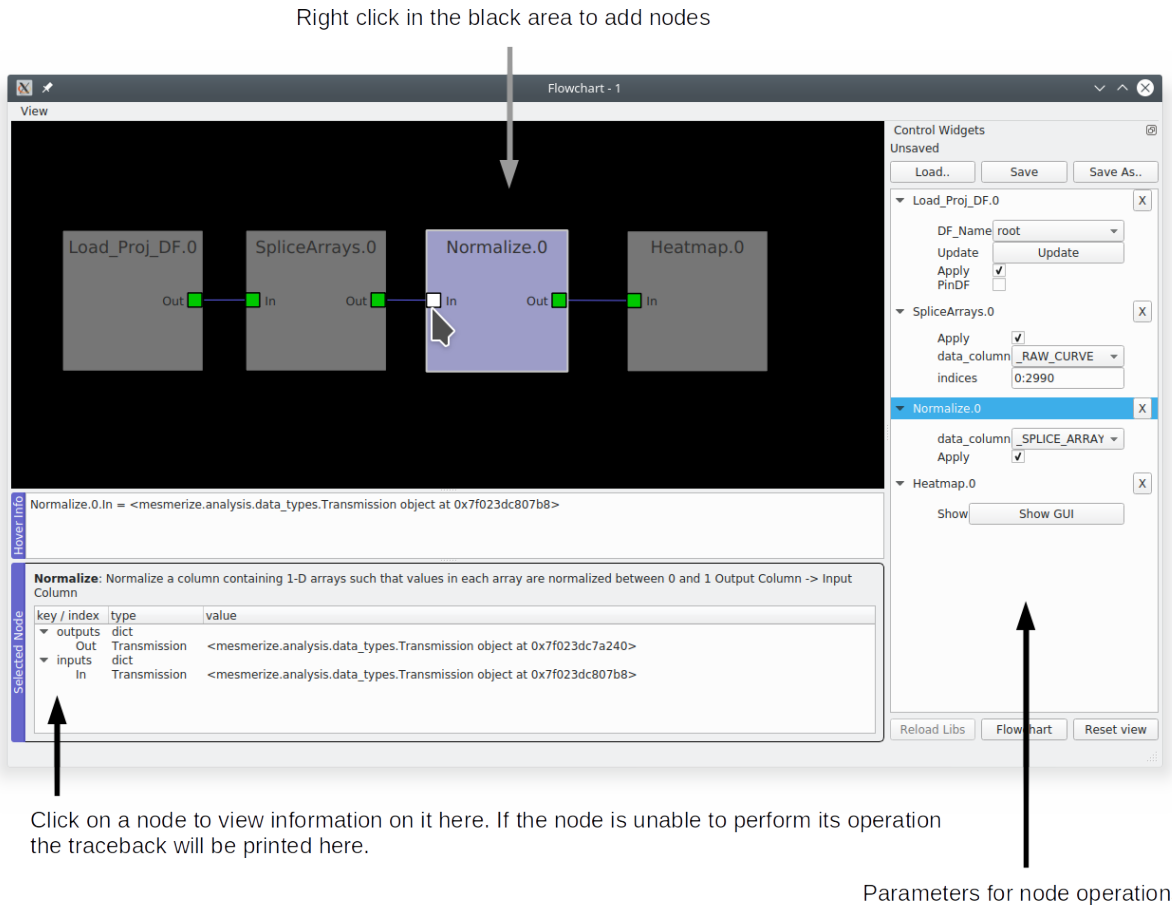 Right click in the black area to add nodes
Flowchart - 1
View
Load_Proj_DF.0
SpliceArrays.0
Normalize.0
Heatmap.0
Out
In
Out
In
Out
In
Control Widgets
Unsaved
Load..
Save
Save As..
Load_Proj_DF.0
X
DF_Name
root
Update
Update
Apply
PinDF
SpliceArrays.0
X
Apply
data_column
_RAW_CURVE
indices
0:2990
Normalize.0
X
data_column
_SPLICE_ARRAY
Apply
Heatmap.0
X
Show
Show GUI
Reload Libs
Flowchart
Reset view
Hover Info
Normalize.0.In = <mesmerize.analysis.data_types.Transmission object at 0x7f023dc807b8>
Selected Node
Normalize: Normalize a column containing 1-D arrays such that values in each array are normalized between 0 and 1 Output Column -> Input
Column
key / index type value
outputs dict
Out Transmission <mesmerize.analysis.data_types.Transmission object at 0x7f023dc7a240>
inputs dict
In Transmission <mesmerize.analysis.data_types.Transmission object at 0x7f023dc807b8>
Click on a node to view information on it here. If the node is unable to perform its operation
the traceback will be printed here.
Parameters for node operation